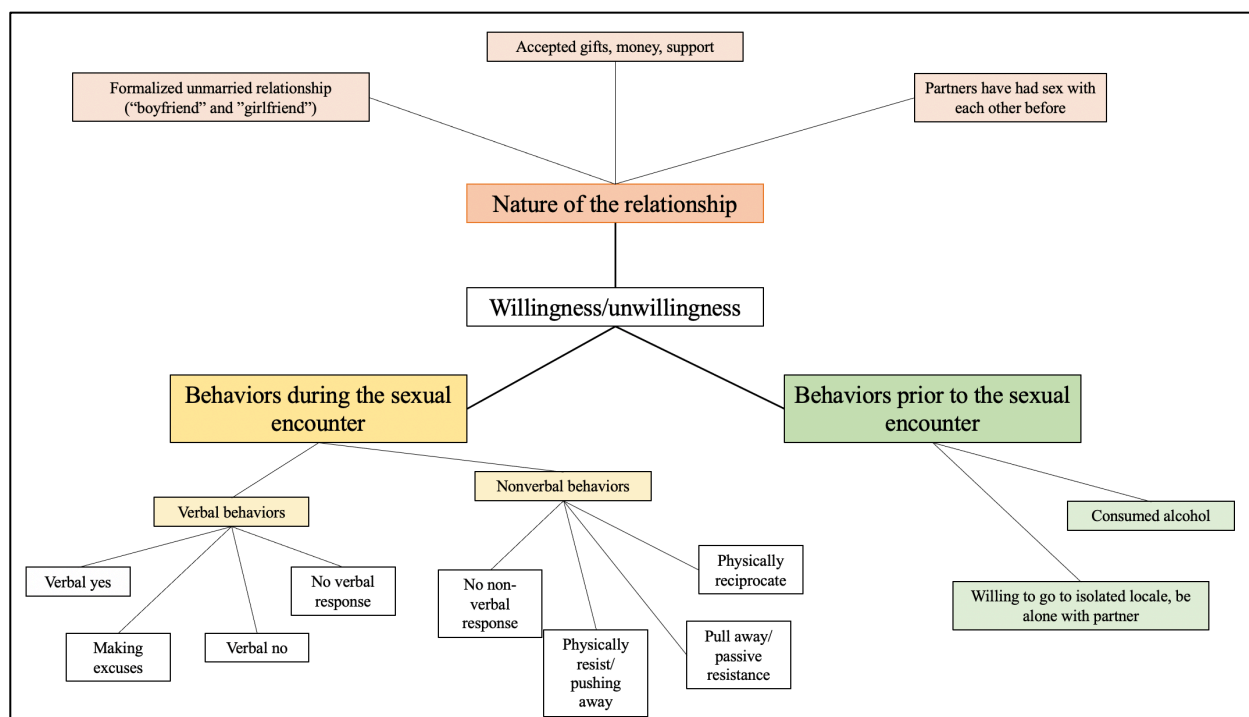 Accepted gifts, money, support
Formalized unmarried relationship
(“boyfriend” and ”girlfriend”)
Partners have had sex with
each other before
Nature of the relationship
Willingness/unwillingness
Behaviors during the sexual
encounter
Behaviors prior to the sexual
encounter
Verbal behaviors
Nonverbal behaviors
Consumed alcohol
Verbal yes
No verbal
response
No non-
verbal
response
Physically
reciprocate
Willing to go to isolated locale, be
alone with partner
Making
excuses
Verbal no
Physically
resist/
pushing
away
Pull away/
passive
resistance